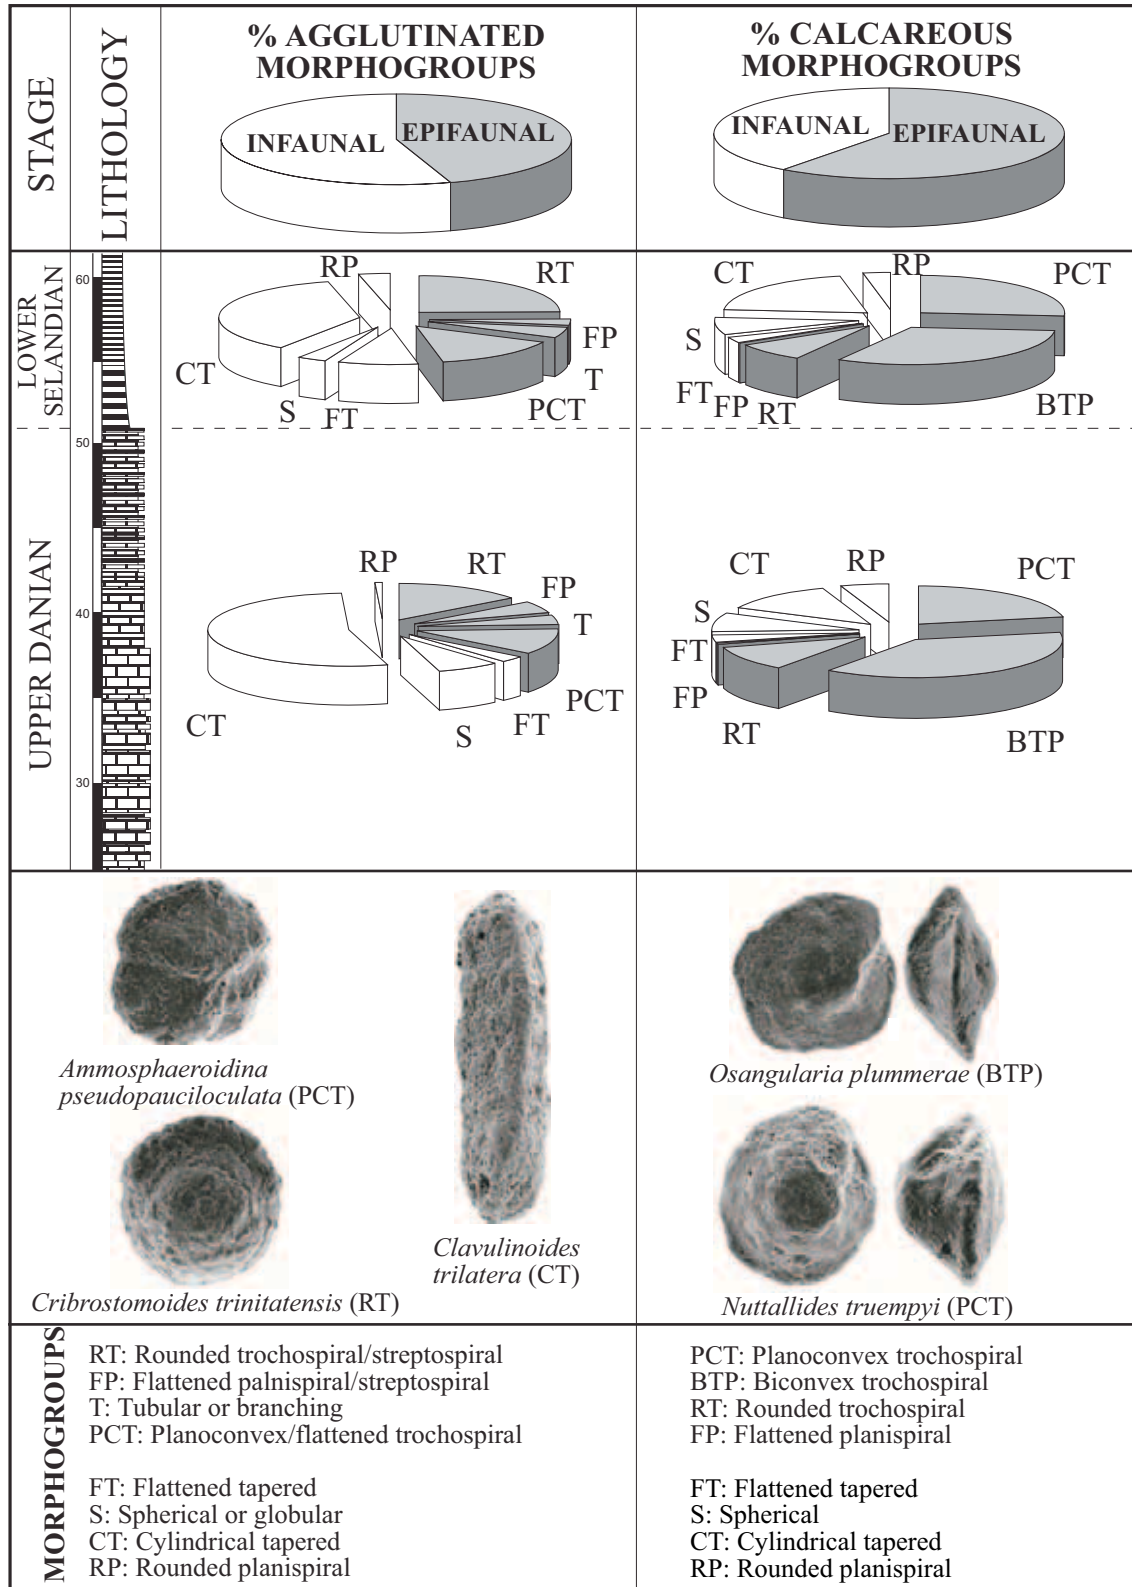 STAGE
LITHOLOGY
% AGGLUTINATED
MORPHOGROUPS
INFAUNAL
EPIFAUNAL
% CALCAREOUS
MORPHOGROUPS
INFAUNAL
EPIFAUNAL
LOWER
SELANDIAN
60
RP
RT
FP
T
PCT
FT
S
CT
CT
RP
PCT
S
FT
FP
RT
BTP
50
UPPER DANIAN
40
30
RP
RT
FP
T
PCT
FT
S
CT
CT
RP
PCT
S
FT
FP
RT
BTP
Ammosphaeroidina
pseudopauciloculata (PCT)
Cribrostomoides trinitatensis (RT)
Clavulinoides
trilatera (CT)
Osangularia plummerae (BTP)
Nuttallides truempyi (PCT)
MORPHOGROUPS
RT: Rounded trochospiral/streptospiral
FP: Flattened palnispiral/streptospiral
T: Tubular or branching
PCT: Planoconvex/flattened trochospiral
FT: Flattened tapered
S: Spherical or globular
CT: Cylindrical tapered
RP: Rounded planispiral
PCT: Planoconvex trochospiral
BTP: Biconvex trochospiral
RT: Rounded trochospiral
FP: Flattened planispiral
FT: Flattened tapered
S: Spherical
CT: Cylindrical tapered
RP: Rounded planispiral